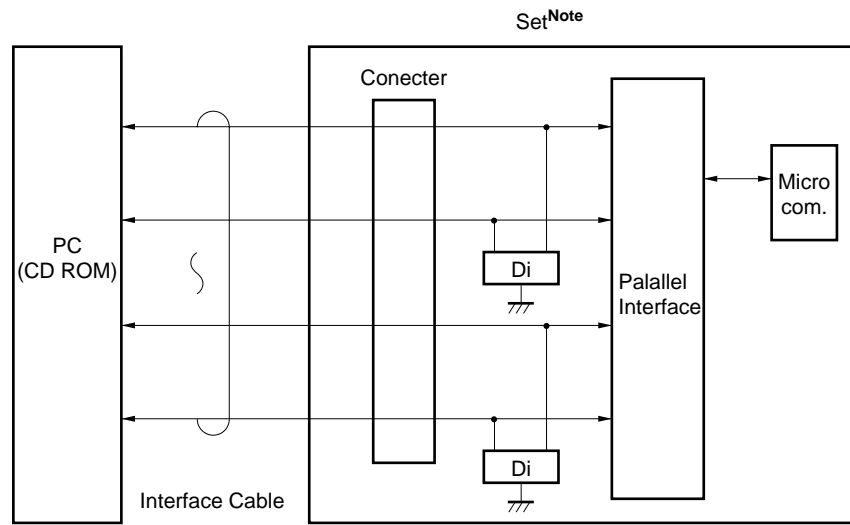 Set Note
Conecter
PC
(CD ROM)
Di
Di
Palallel
Interface
Micro
com.
Interface Cable